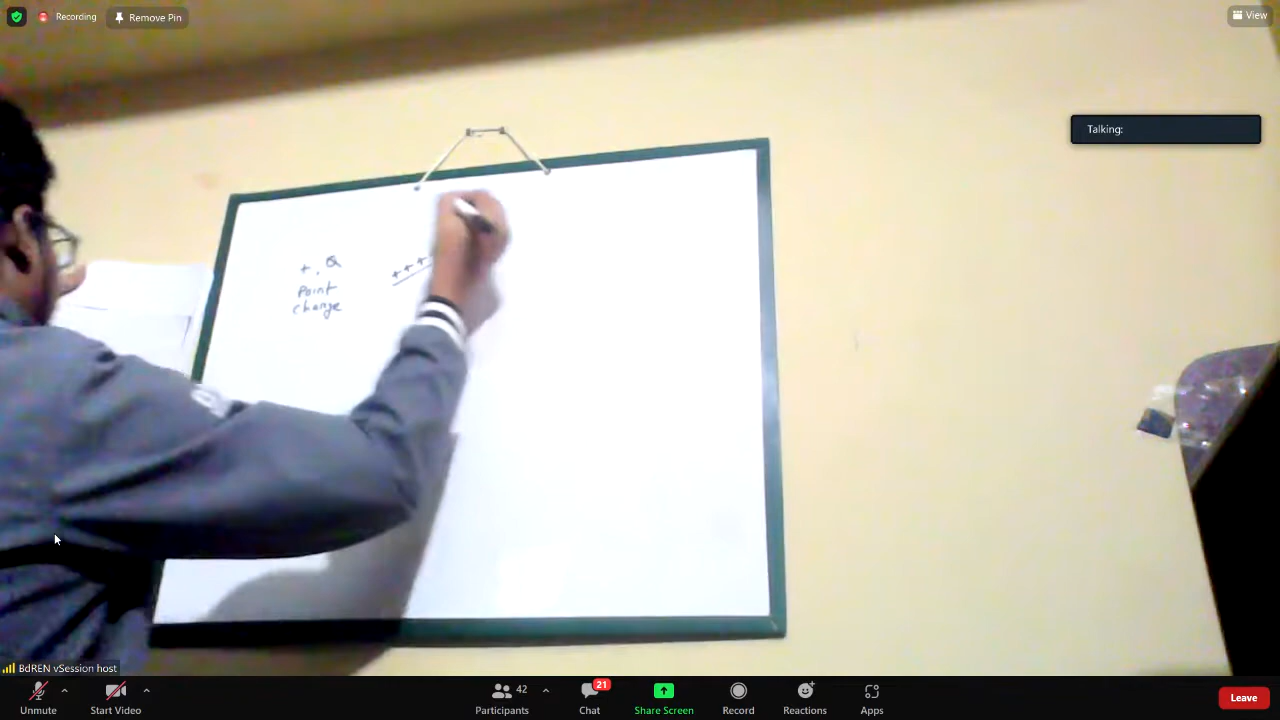 Recording
Remove Pin
View
Talking:
+, Q
Point
charge
+ + +
BdREN vSession host
Unmute
Start Video
42
Participants
21
Chat
Share Screen
Record
Reactions
Apps
Leave